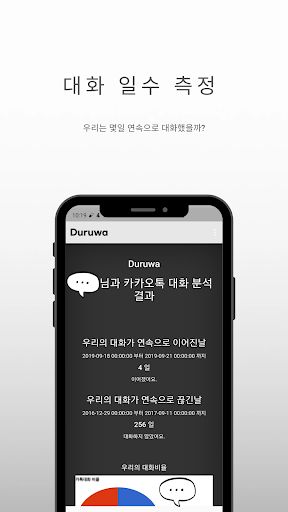 대화 일수 측정
우리는 몇일 연속으로 대화했을까?
10:19
Duruwa
Duruwa
님과 카카오톡 대화 분석
결과
우리의 대화가 연속으로 이어진날
2019-09-18 00:00:00 부터 2019-09-21 00:00:00 까지
4 일
이어졌어요.
우리의 대화가 연속으로 끊긴날
2016-12-29 00:00:00 부터 2017-09-11 00:00:00 까지
256 일
대화하지 않았어요.
우리의 대화비율
카톡대화 비율